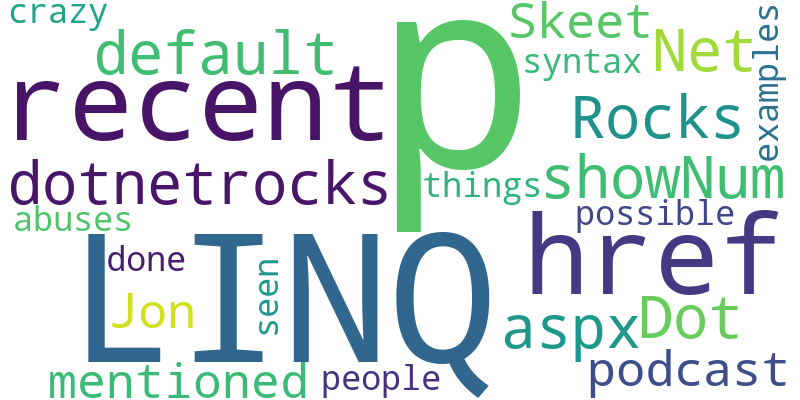 crazy
default
recent
p
Skeet
syntax
Net
examples
Rocks
dotnetrocks
things
showNum
abuses
possible
done
seen
LINQ
href
Jon
aspx
Dot
mentioned
people
podcast